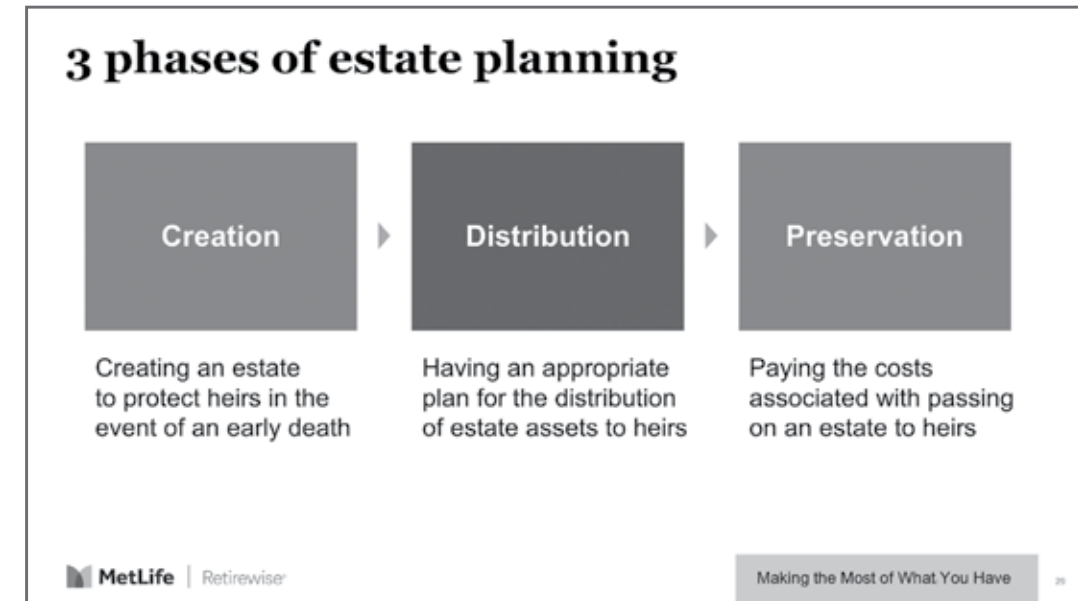 3 phases of estate planning
Creation
Distribution
Preservation
Creating an estate
to protect heirs in the
event of an early death
Having an appropriate
plan for the distribution
of estate assets to heirs
Paying the costs
associated with passing
on an estate to heirs
MetLife | Retirewise
Making the Most of What You Have